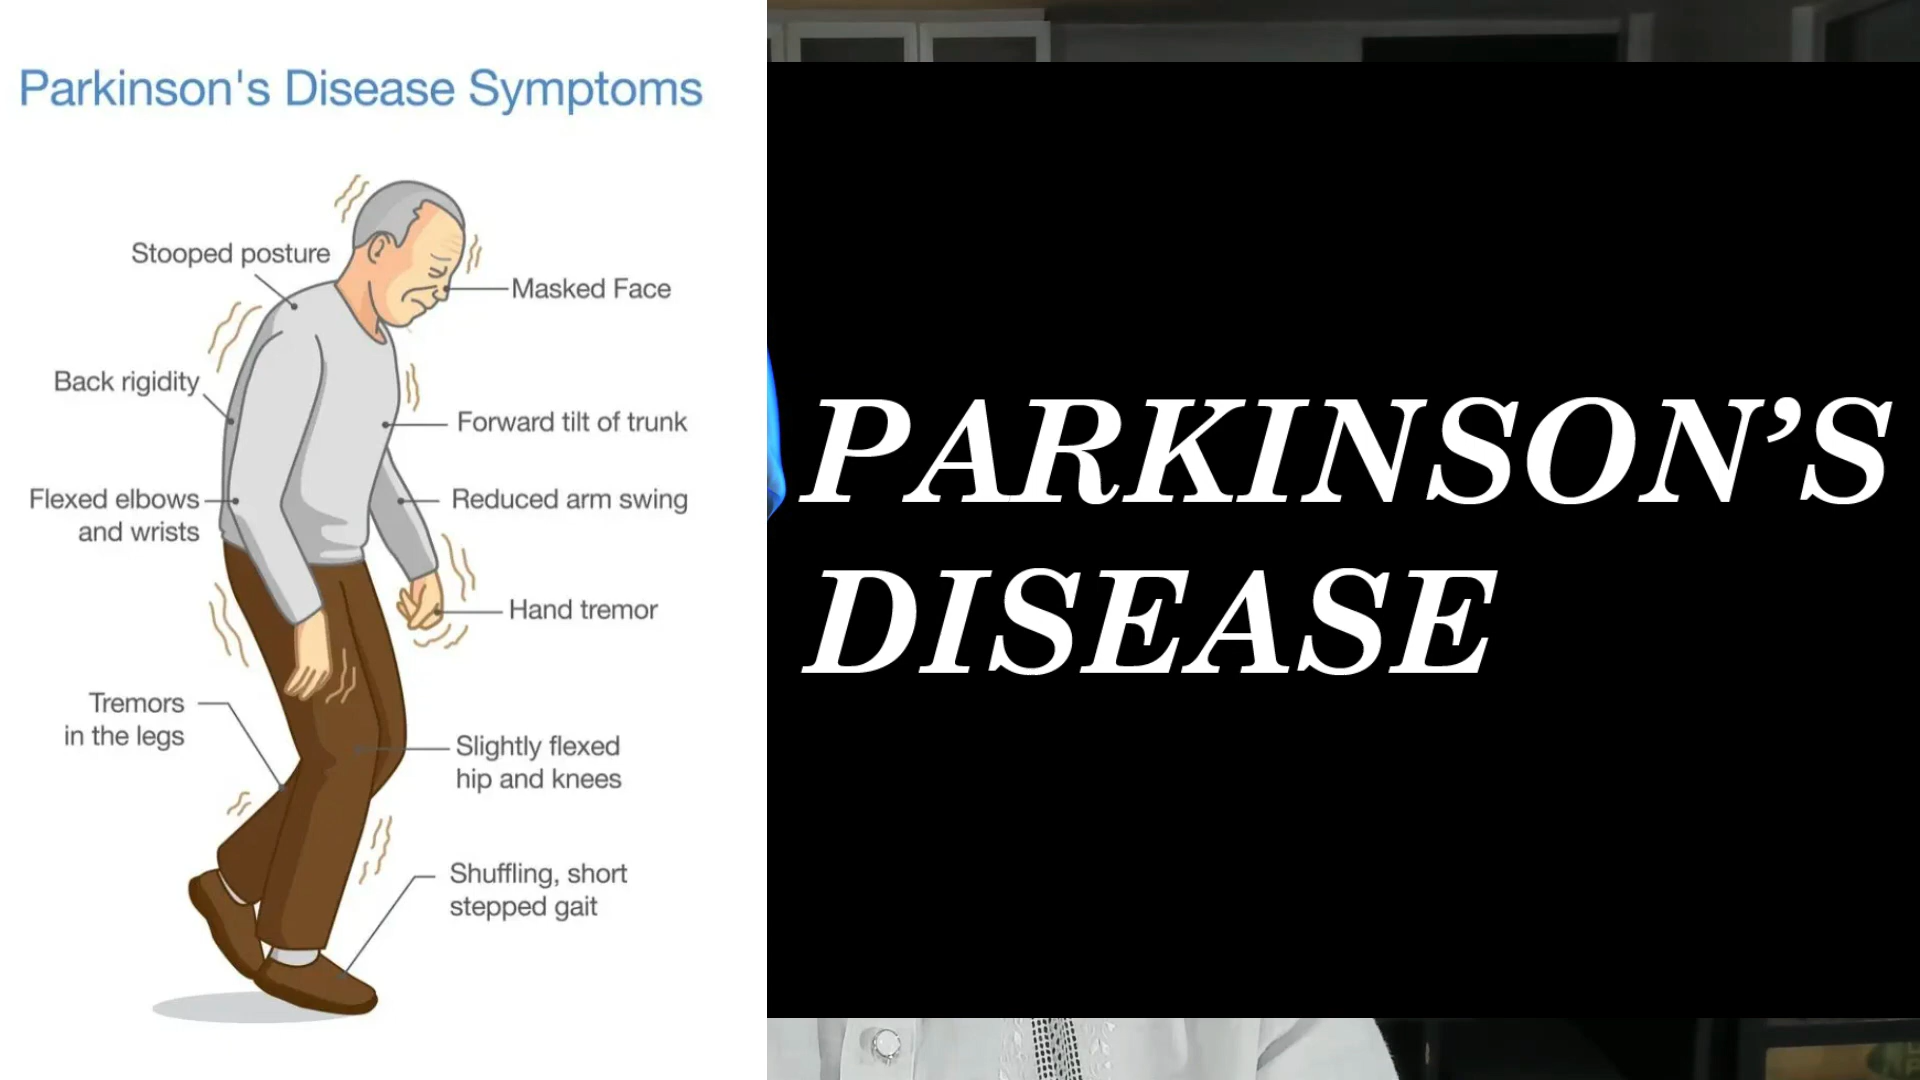 Parkinson's Disease Symptoms
Stooped posture
Masked Face
Back rigidity
Forward tilt of trunk
Flexed elbows
and wrists
Reduced arm swing
Hand tremor
Tremors
in the legs
Slightly flexed
hip and knees
Shuffling, short
stepped gait
PARKINSON’S
DISEASE